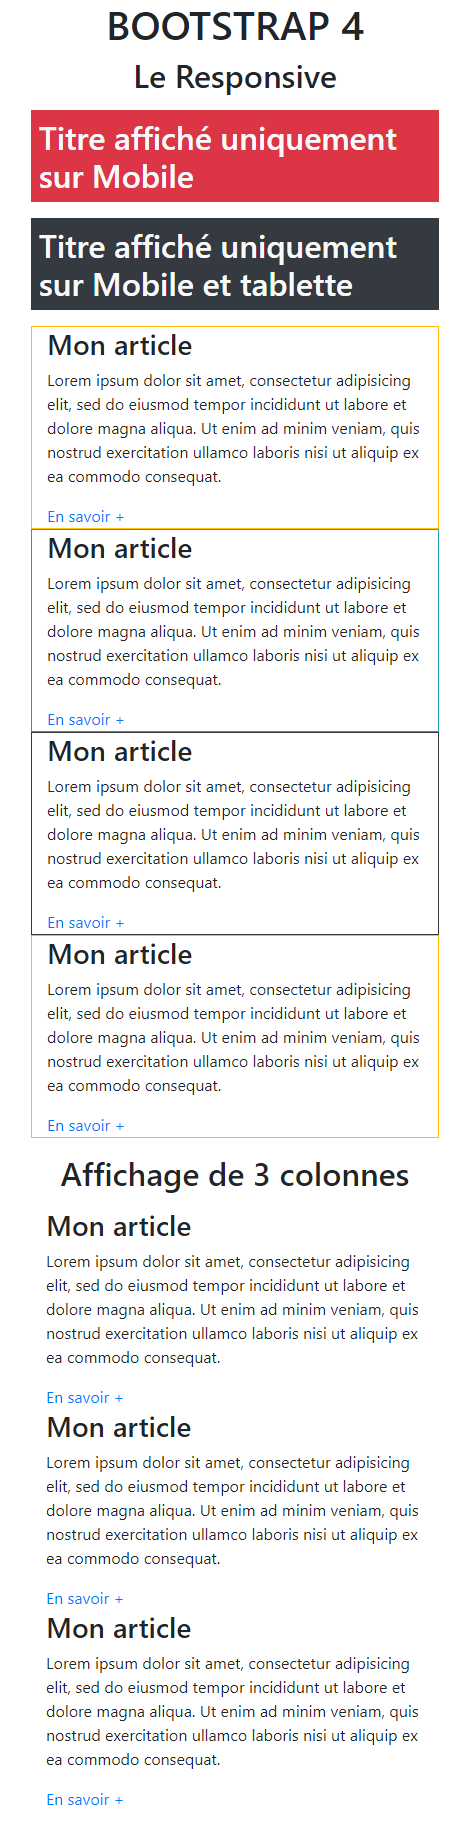 BOOTSTRAP 4
Le Responsive
Titre affiché uniquement
sur Mobile
Titre affiché uniquement
sur Mobile et tablette
Mon article
Lorem ipsum dolor sit amet, consectetur adipisicing
elit, sed do eiusmod tempor incididunt ut labore et
dolore magna aliqua. Ut enim ad minim veniam, quis
nostrud exercitation ullamco laboris nisi ut aliquip ex
ea commodo consequat.
En savoir +
Mon article
Lorem ipsum dolor sit amet, consectetur adipisicing
elit, sed do eiusmod tempor incididunt ut labore et
dolore magna aliqua. Ut enim ad minim veniam, quis
nostrud exercitation ullamco laboris nisi ut aliquip ex
ea commodo consequat.
En savoir +
Mon article
Lorem ipsum dolor sit amet, consectetur adipisicing
elit, sed do eiusmod tempor incididunt ut labore et
dolore magna aliqua. Ut enim ad minim veniam, quis
nostrud exercitation ullamco laboris nisi ut aliquip ex
ea commodo consequat.
En savoir +
Mon article
Lorem ipsum dolor sit amet, consectetur adipisicing
elit, sed do eiusmod tempor incididunt ut labore et
dolore magna aliqua. Ut enim ad minim veniam, quis
nostrud exercitation ullamco laboris nisi ut aliquip ex
ea commodo consequat.
En savoir +
Affichage de 3 colonnes
Mon article
Lorem ipsum dolor sit amet, consectetur adipisicing
elit, sed do eiusmod tempor incididunt ut labore et
dolore magna aliqua. Ut enim ad minim veniam, quis
nostrud exercitation ullamco laboris nisi ut aliquip ex
ea commodo consequat.
En savoir +
Mon article
Lorem ipsum dolor sit amet, consectetur adipisicing
elit, sed do eiusmod tempor incididunt ut labore et
dolore magna aliqua. Ut enim ad minim veniam, quis
nostrud exercitation ullamco laboris nisi ut aliquip ex
ea commodo consequat.
En savoir +
Mon article
Lorem ipsum dolor sit amet, consectetur adipisicing
elit, sed do eiusmod tempor incididunt ut labore et
dolore magna aliqua. Ut enim ad minim veniam, quis
nostrud exercitation ullamco laboris nisi ut aliquip ex
ea commodo consequat.
En savoir +